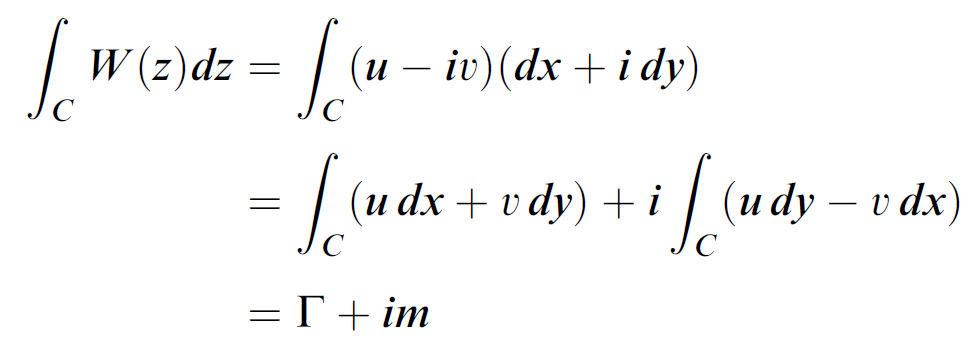 ∫_C W(z)dz = ∫_C (u − iv)(dx + i dy)
= ∫_C (u dx + v dy) + i ∫_C (u dy − v dx)
= Γ + im